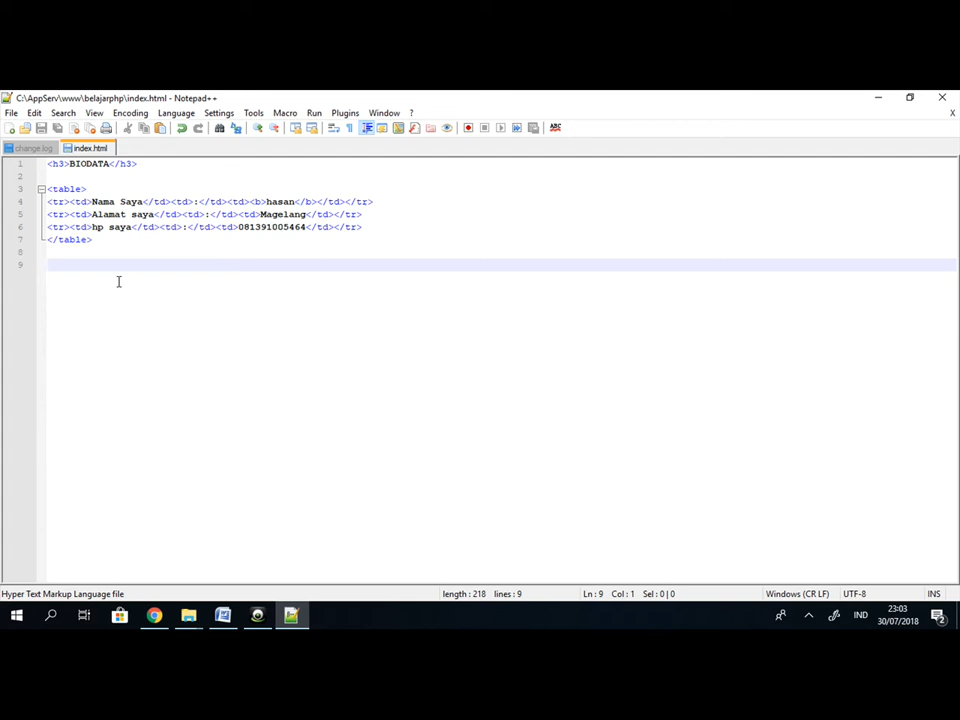 C:\AppServ\www\belajarphp\index.html - Notepad++
File Edit Search View Encoding Language Settings Tools Macro Run Plugins Window ? X
change.log index.html
1 <h3>BIODATA</h3>
2
3 <table>
4 <tr><td>Nama Saya</td><td>:</td><td><b>hasan</b></td></tr>
5 <tr><td>Alamat saya</td><td>:</td><td>Magelang</td></tr>
6 <tr><td>hp saya</td><td>:</td><td>081391005464</td></tr>
7 </table>
8
9
Hyper Text Markup Language file length : 218 lines : 9 Ln : 9 Col : 1 Sel : 0 | 0 Windows (CR LF) UTF-8 INS
IND 23:03
30/07/2018 2